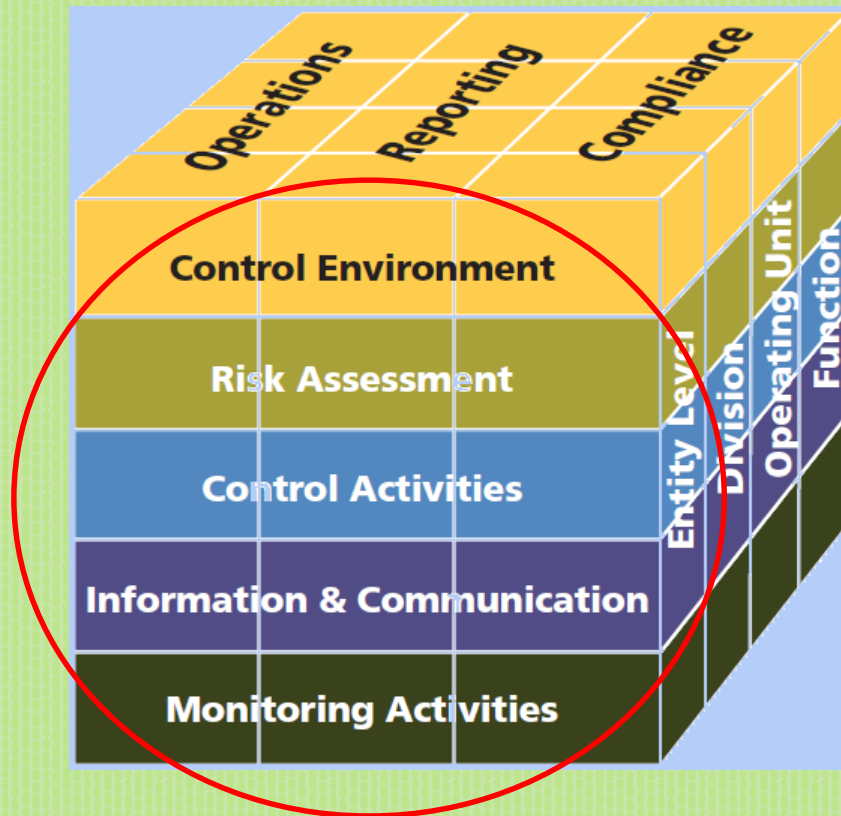 Operations
Reporting
Compliance
Control Environment
Risk Assessment
Control Activities
Information & Communication
Monitoring Activities
Entity Level
Division
Operating Unit
Function